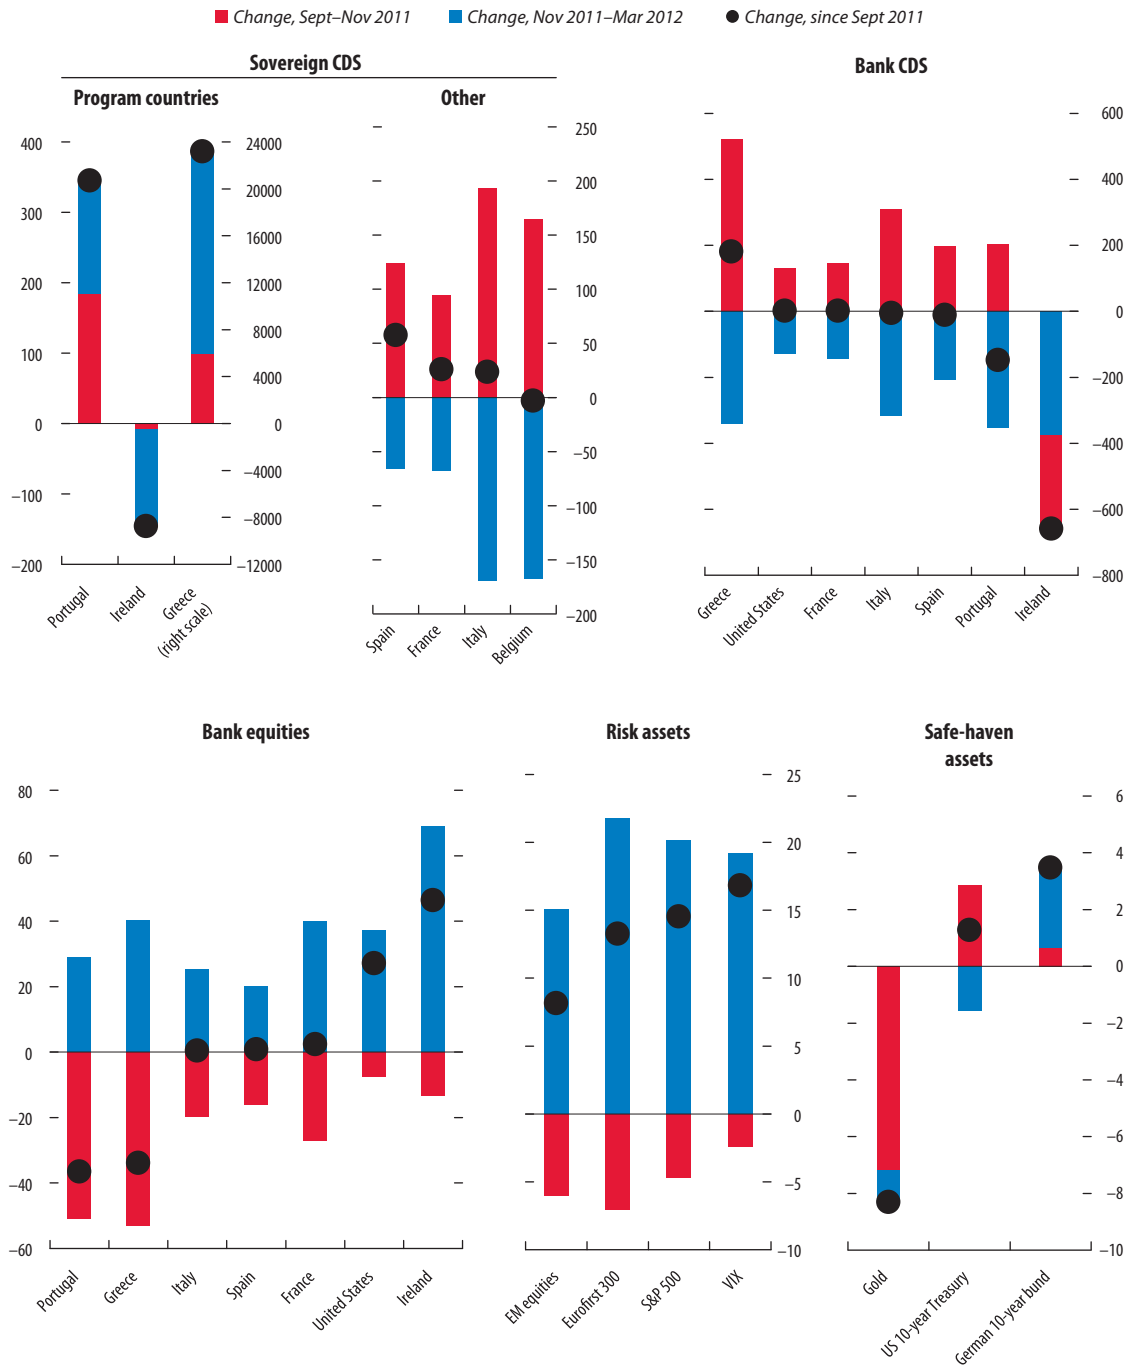 Change, Sept–Nov 2011 Change, Nov 2011–Mar 2012 Change, since Sept 2011
Sovereign CDS
Program countries
400
300
200
100
0
–100
–200
24000
20000
16000
12000
8000
4000
0
–4000
–8000
–12000
Portugal
Ireland
Greece
(right scale)
Other
250
200
150
100
50
0
–50
–100
–150
–200
Spain
France
Italy
Belgium
Bank CDS
600
400
200
0
–200
–400
–600
–800
Greece
United States
France
Italy
Spain
Portugal
Ireland
Bank equities
80
60
40
20
0
–20
–40
–60
Portugal
Greece
Italy
Spain
France
United States
Ireland
Risk assets
25
20
15
10
5
0
–5
–10
EM equities
Eurofirst 300
S&P 500
VIX
Safe-haven
assets
6
4
2
0
–2
–4
–6
–8
–10
Gold
US 10-year Treasury
German 10-year bund